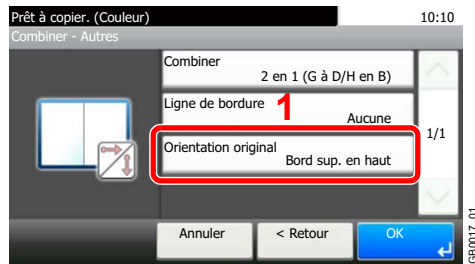 Prêt à copier. (Couleur) 10:10
Combiner - Autres
Combiner
2 en 1 (G à D/H en B)
Ligne de bordure
1
Aucune
1/1
Orientation original
Bord sup. en haut
Annuler < Retour OK
GB0017_01